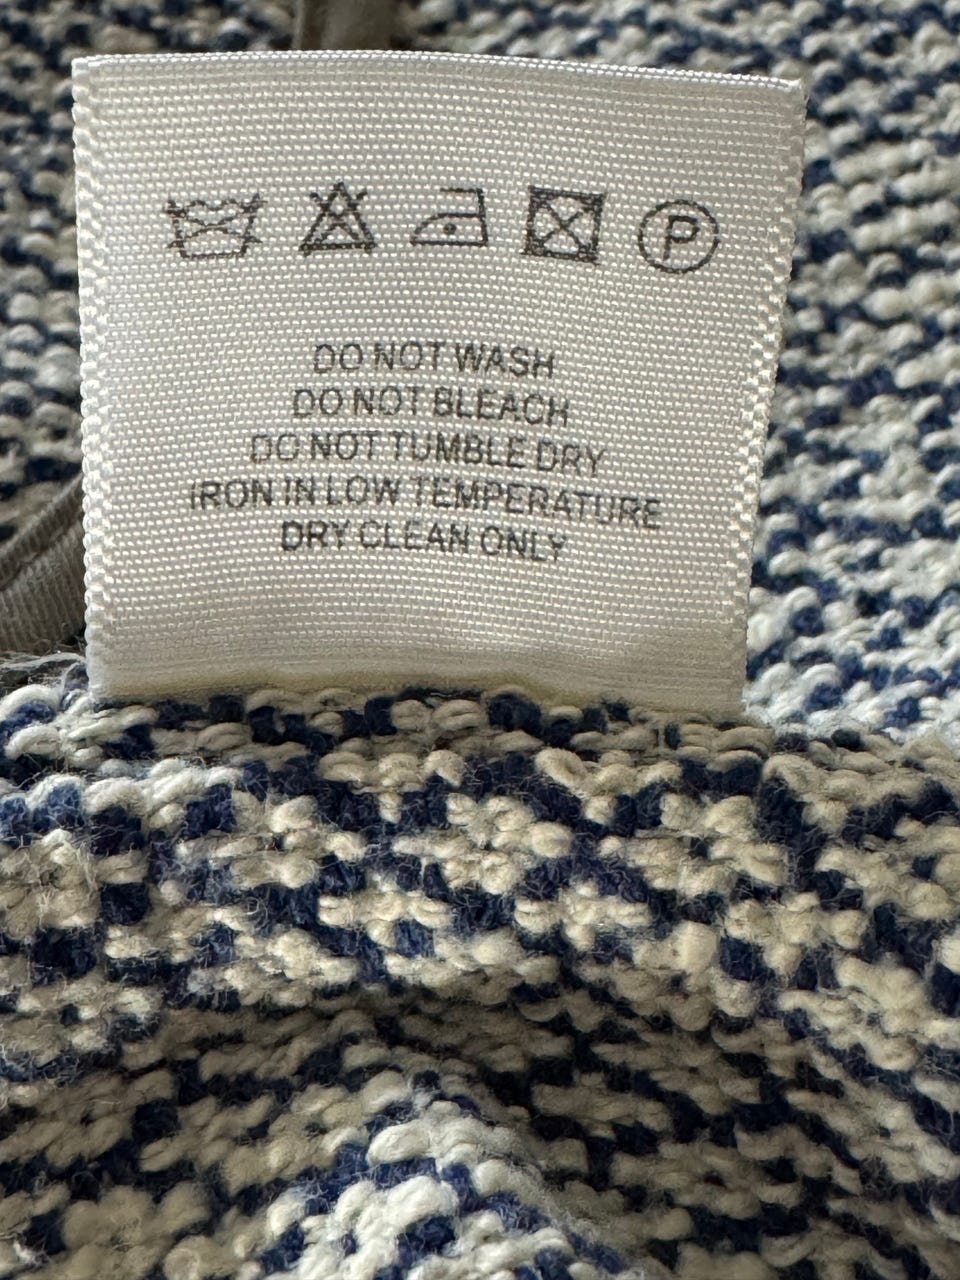 P
DO NOT WASH
DO NOT BLEACH
DO NOT TUMBLE DRY
IRON IN LOW TEMPERATURE
DRY CLEAN ONLY